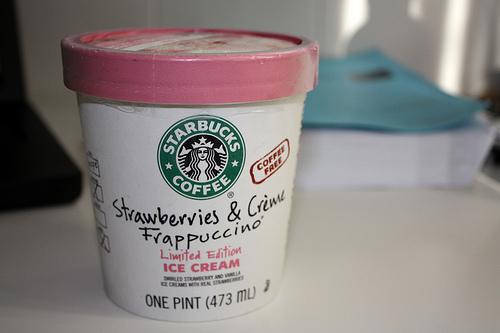 STARBUCKS
COFFEE
®
COFFEE
FREE
Strawberries & Crème
Frappuccino®
Limited Edition
ICE CREAM
SWIRLED STRAWBERRY AND VANILLA
ICE CREAMS WITH REAL STRAWBERRIES
ONE PINT (473 mL)